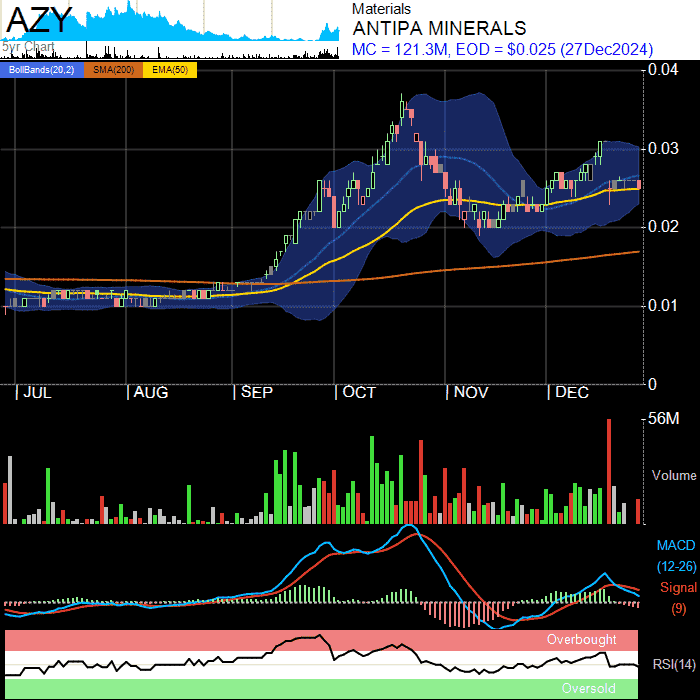 AZY
5yr Chart
Materials
ANTIPA MINERALS
MC = 121.3M, EOD = $0.025 (27Dec2024)
BollBands(20,2) SMA(200) EMA(50)
0.04
0.03
0.02
0.01
0
| JUL | AUG | SEP | OCT | NOV | DEC
56M
Volume
MACD
(12-26)
Signal
(9)
Overbought
RSI(14)
Oversold